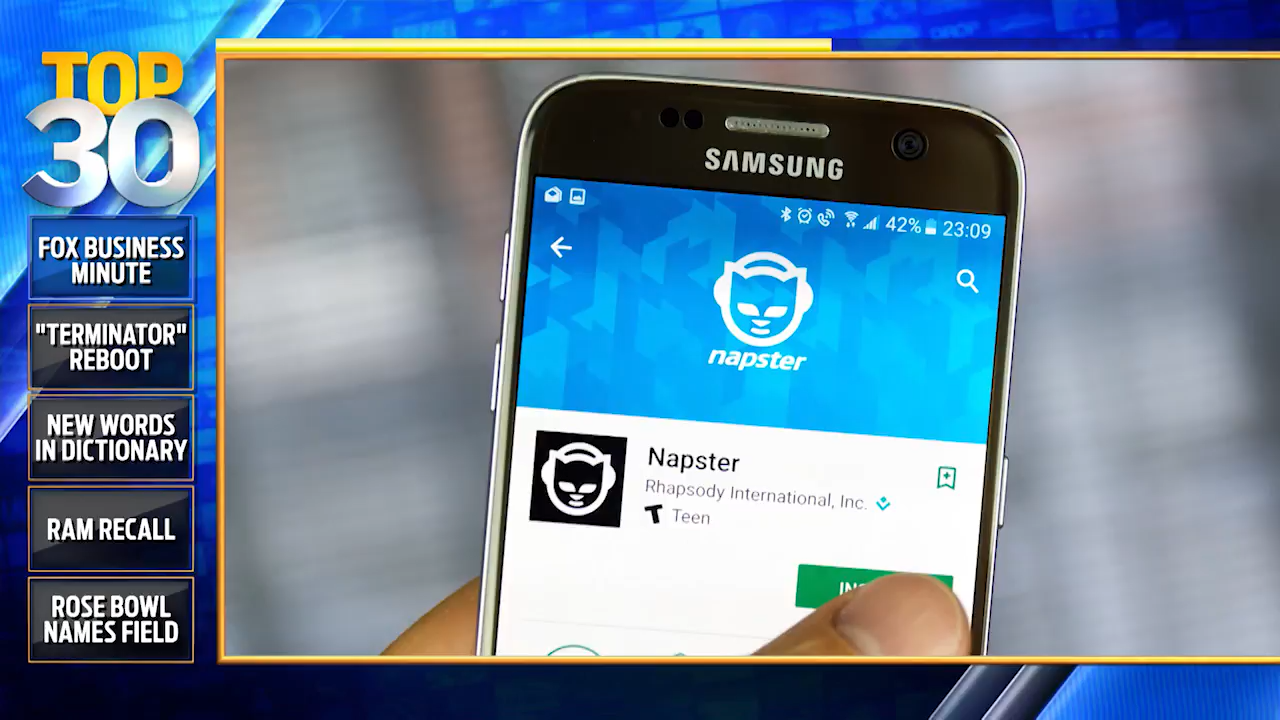 TOP
30
FOX BUSINESS
MINUTE
"TERMINATOR"
REBOOT
NEW WORDS
IN DICTIONARY
RAM RECALL
ROSE BOWL
NAMES FIELD
SAMSUNG
42% 23:09
napster
Napster
Rhapsody International, Inc.
T Teen